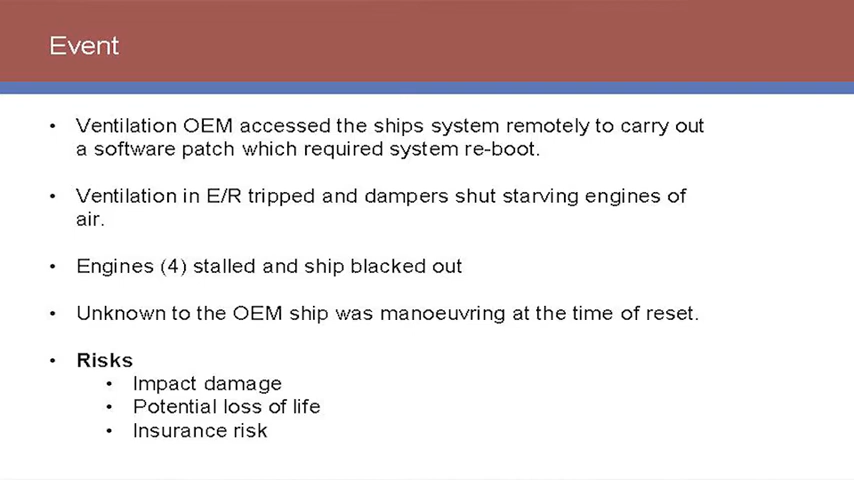 Event
• Ventilation OEM accessed the ships system remotely to carry out
a software patch which required system re-boot.
• Ventilation in E/R tripped and dampers shut starving engines of
air.
• Engines (4) stalled and ship blacked out
• Unknown to the OEM ship was manoeuvring at the time of reset.
• Risks
• Impact damage
• Potential loss of life
• Insurance risk